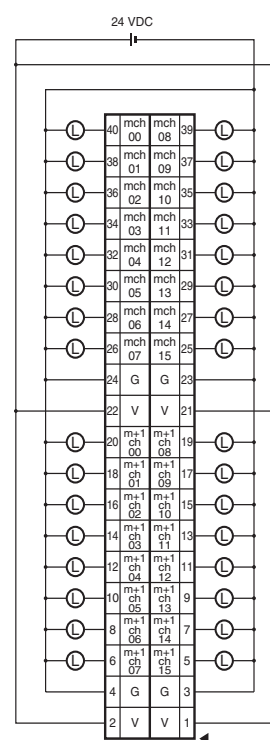 24 VDC
L 40 mch 00 mch 08 39 L
L 38 mch 01 mch 09 37 L
L 36 mch 02 mch 10 35 L
L 34 mch 03 mch 11 33 L
L 32 mch 04 mch 12 31 L
L 30 mch 05 mch 13 29 L
L 28 mch 06 mch 14 27 L
L 26 mch 07 mch 15 25 L
24 G G 23
22 V V 21
L 20 m+1 ch 00 m+1 ch 08 19 L
L 18 m+1 ch 01 m+1 ch 09 17 L
L 16 m+1 ch 02 m+1 ch 10 15 L
L 14 m+1 ch 03 m+1 ch 11 13 L
L 12 m+1 ch 04 m+1 ch 12 11 L
L 10 m+1 ch 05 m+1 ch 13 9 L
L 8 m+1 ch 06 m+1 ch 14 7 L
L 6 m+1 ch 07 m+1 ch 15 5 L
4 G G 3
2 V V 1